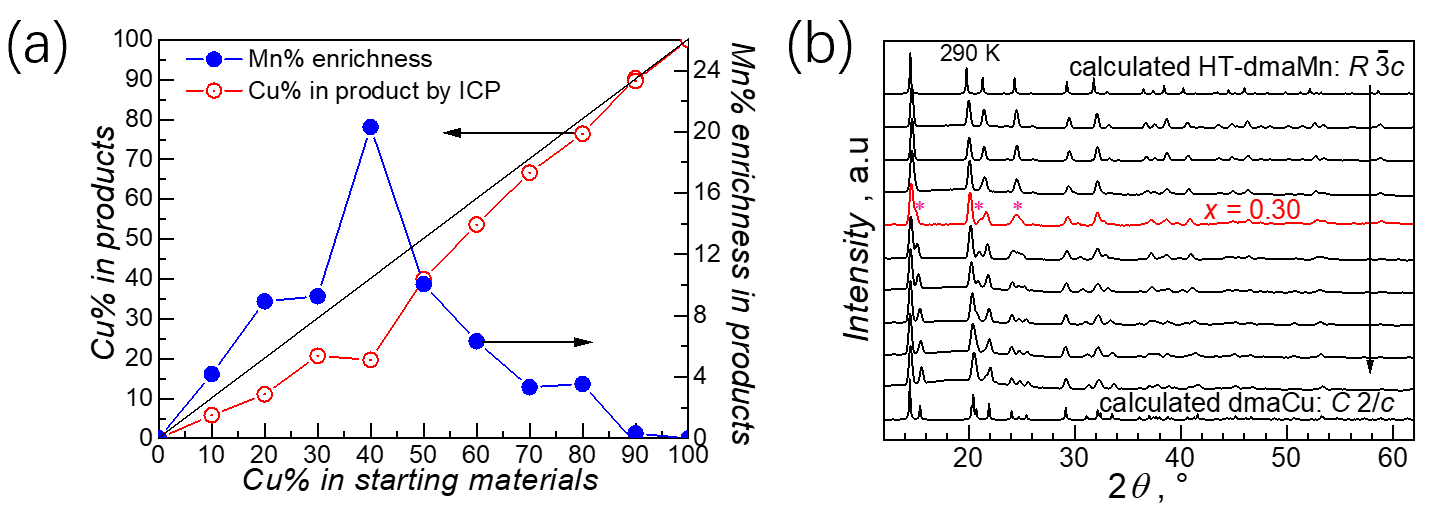 (a)
Mn% enrichness
Cu% in product by ICP
Cu% in products
100
90
80
70
60
50
40
30
20
10
0
Mn% enrichness in products
24
20
16
12
8
4
0
0 10 20 30 40 50 60 70 80 90 100
Cu% in starting materials
(b)
290 K
calculated HT-dmaMn: R 3̄c
* * *
x = 0.30
calculated dmaCu: C 2/c
Intensity , a.u
20 30 40 50 60
2θ , °